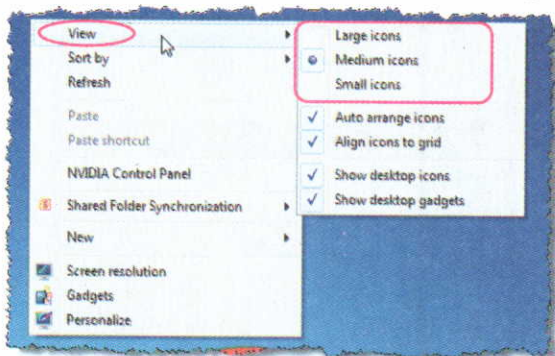 View
Sort by
Refresh
Paste
Paste shortcut
NVIDIA Control Panel
Shared Folder Synchronization
New
Screen resolution
Gadgets
Personalize
Large icons
Medium icons
Small icons
Auto arrange icons
Align icons to grid
Show desktop icons
Show desktop gadgets